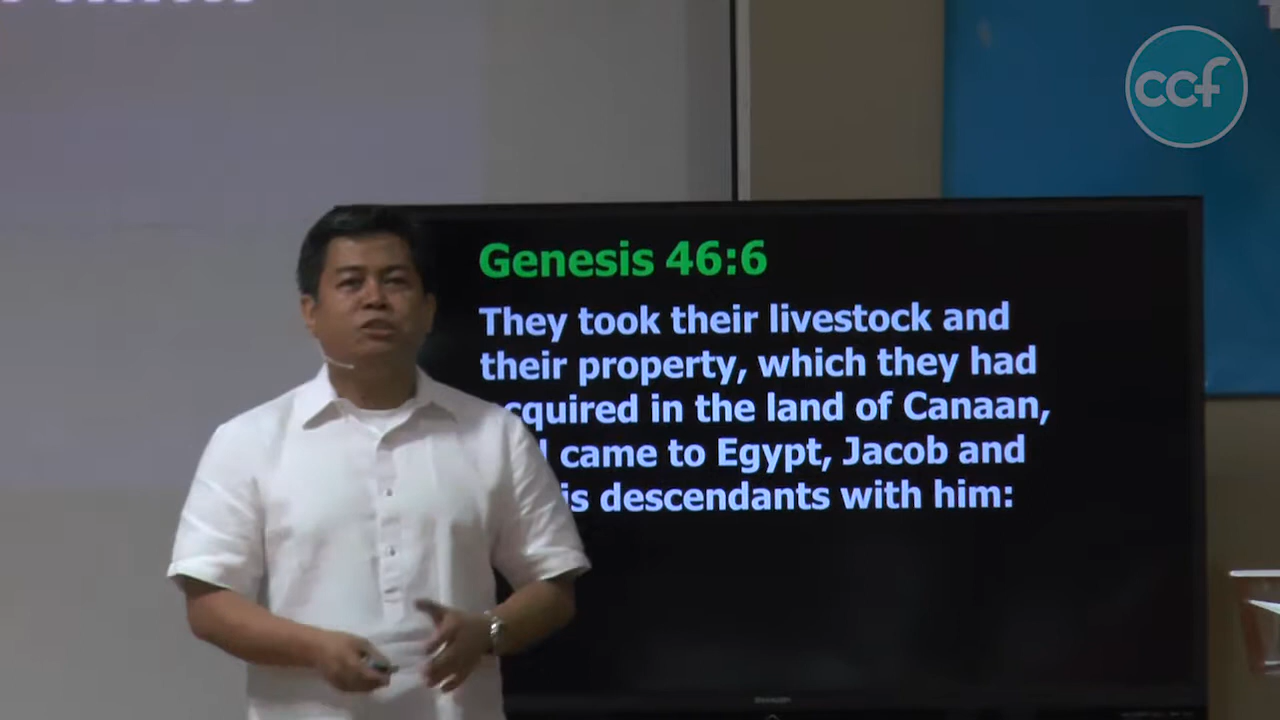 ccf
Genesis 46:6
They took their livestock and
their property, which they had
cquired in the land of Canaan,
came to Egypt, Jacob and
is descendants with him: